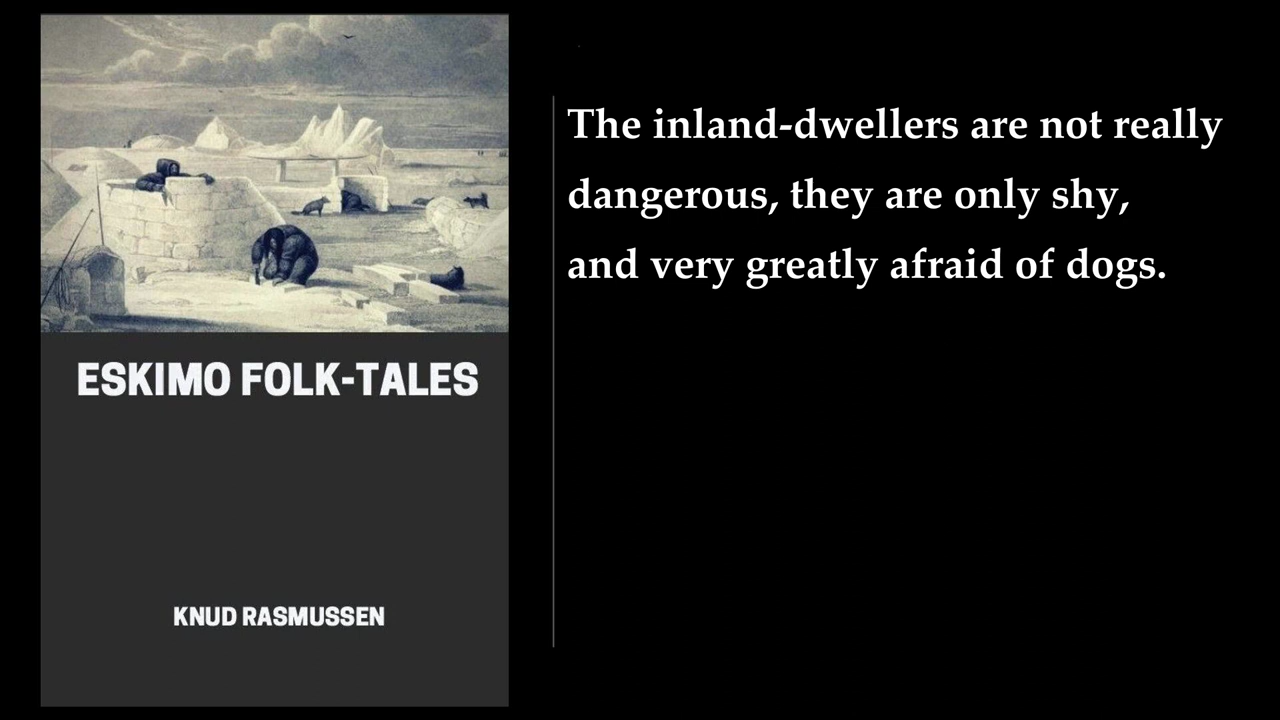 ESKIMO FOLK-TALES
KNUD RASMUSSEN
The inland-dwellers are not really
dangerous, they are only shy,
and very greatly afraid of dogs.